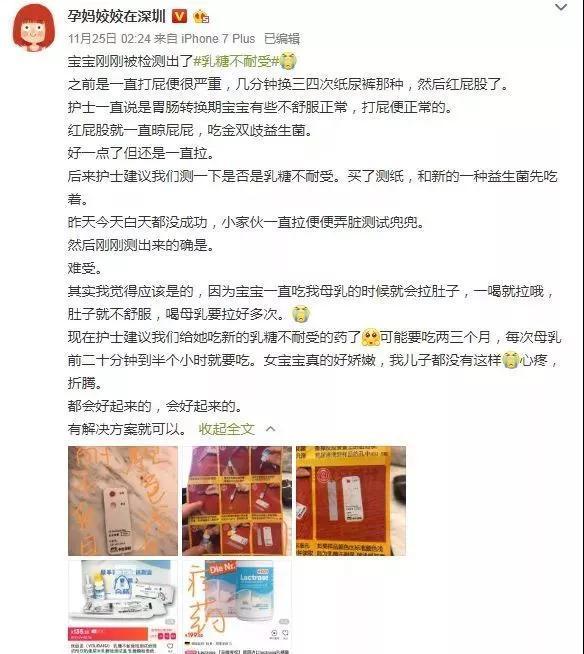 孕妈姣姣在深圳
11月25日 02:24 来自 iPhone 7 Plus 已编辑
宝宝刚刚被检测出了#乳糖不耐受#
之前是一直打屁便很严重，几分钟换三四次纸尿裤那种，然后红屁股了。
护士一直说是胃肠转换期宝宝有些不舒服正常，打屁便正常的。
红屁股就一直晾屁屁，吃金双歧益生菌。
好一点了但还是一直拉。
后来护士建议我们测一下是否是乳糖不耐受。买了测纸，和新的一种益生菌先吃
着。
昨天今天白天都没成功，小家伙一直拉便便弄脏测试兜兜。
然后刚刚测出来的确是。
难受。
其实我觉得应该是的，因为宝宝一直吃我母乳的时候就会拉肚子，一喝就拉哦，
肚子就不舒服，喝母乳要拉好多次。
现在护士建议我们给她吃新的乳糖不耐受的药了可能要吃两三个月，每次母乳
前二十分钟到半个小时就要吃。女宝宝真的好娇嫩，我儿子都没有这样心疼，
折腾。
都会好起来的，会好起来的。
有解决方案就可以。 收起全文
Die Nr.
Lactrase
药